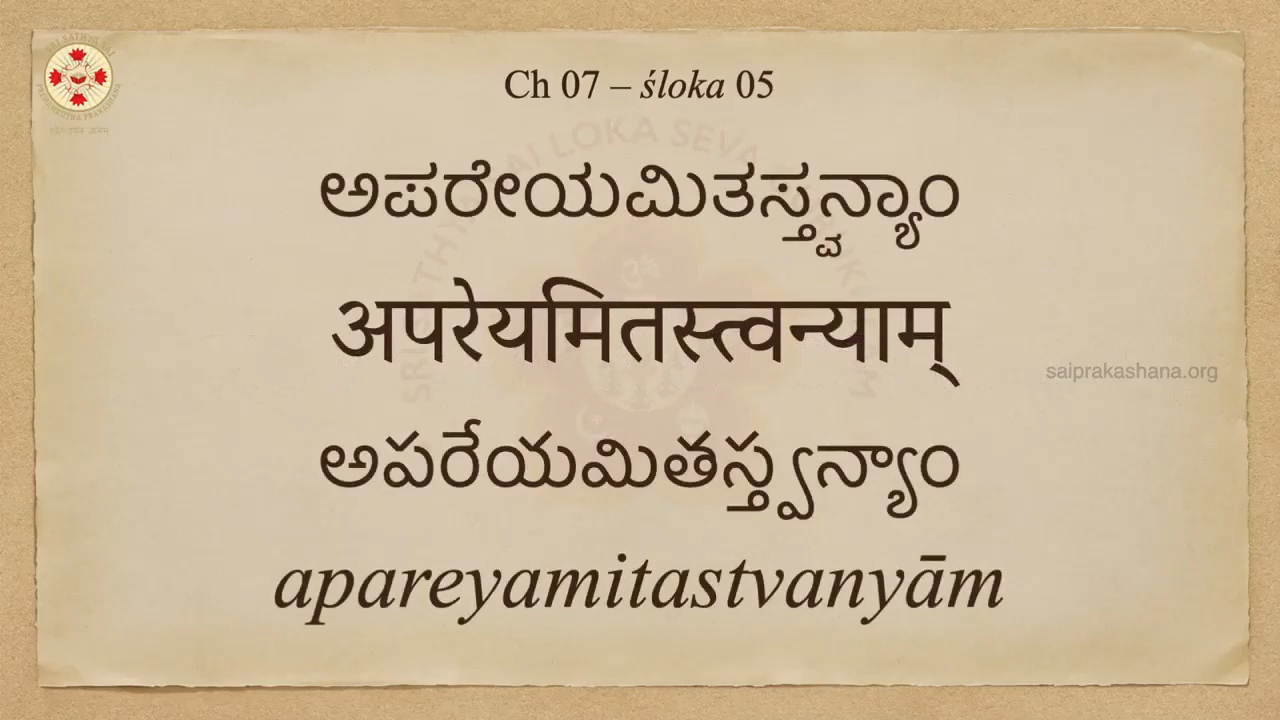 Ch 07 – śloka 05
ಅಪರೇಯಮಿತಸ್ತ್ವನ್ಯಾಂ
अपरेयमितस्त्वन्याम्
saiprakashana.org
అపరేయమితస్త్వన్యాం
apareyamitastvanyām